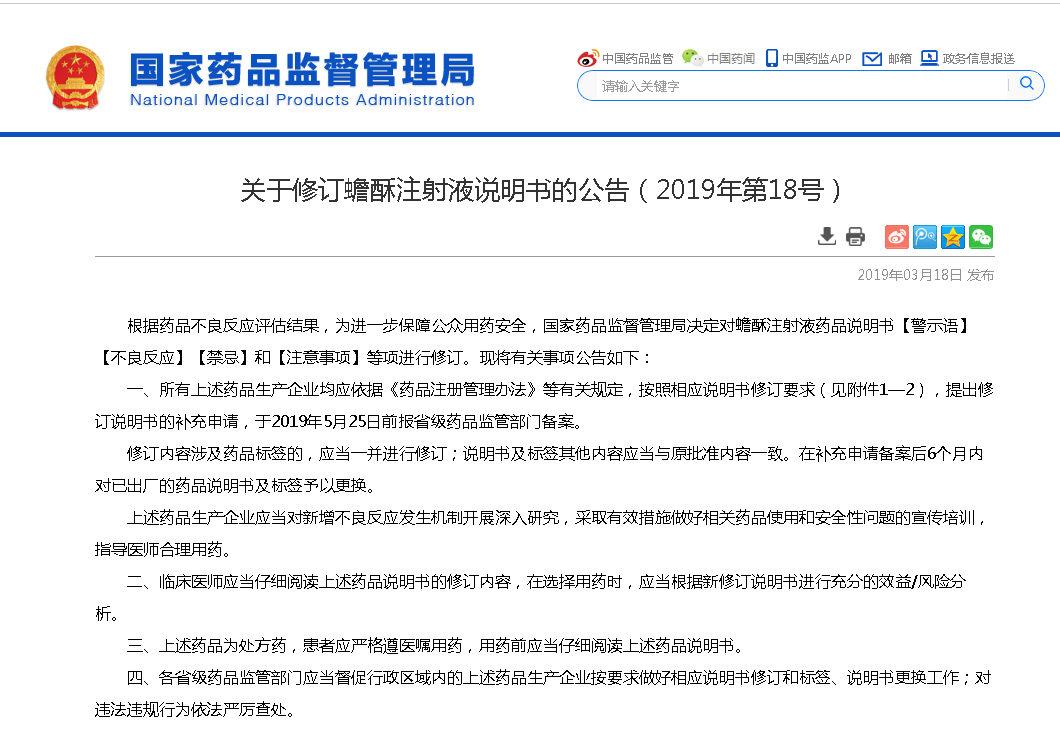 国家药品监督管理局
National Medical Products Administration
中国药品监管 中国药闻 中国药监APP 邮箱 政务信息报送
请输入关键字
关于修订蟾酥注射液说明书的公告（2019年第18号）
2019年03月18日 发布
根据药品不良反应评估结果，为进一步保障公众用药安全，国家药品监督管理局决定对蟾酥注射液药品说明书【警示语】
【不良反应】【禁忌】和【注意事项】等项进行修订。现将有关事项公告如下：
一、所有上述药品生产企业均应依据《药品注册管理办法》等有关规定，按照相应说明书修订要求（见附件1—2），提出修
订说明书的补充申请，于2019年5月25日前报省级药品监管部门备案。
修订内容涉及药品标签的，应当一并进行修订；说明书及标签其他内容应当与原批准内容一致。在补充申请备案后6个月内
对已出厂的药品说明书及标签予以更换。
上述药品生产企业应当对新增不良反应发生机制开展深入研究，采取有效措施做好相关药品使用和安全性问题的宣传培训，
指导医师合理用药。
二、临床医师应当仔细阅读上述药品说明书的修订内容，在选择用药时，应当根据新修订说明书进行充分的效益/风险分
析。
三、上述药品为处方药，患者应严格遵医嘱用药，用药前应当仔细阅读上述药品说明书。
四、各省级药品监管部门应当督促行政区域内的上述药品生产企业按要求做好相应说明书修订和标签、说明书更换工作；对
违法违规行为依法严厉查处。